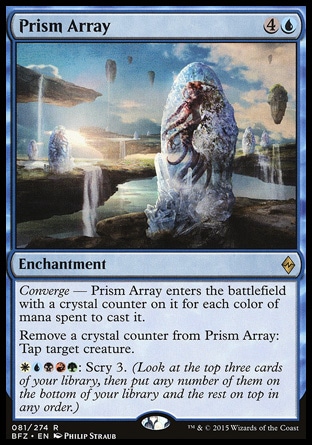 Prism Array 4
Enchantment
Converge — Prism Array enters the battlefield
with a crystal counter on it for each color of
mana spent to cast it.
Remove a crystal counter from Prism Array:
Tap target creature.
: Scry 3. (Look at the top three cards
of your library, then put any number of them
on the bottom of your library and the rest on top in
any order.)
081/274 R
BFZ • EN Philip Straub
™ & © 2015 Wizards of the Coast